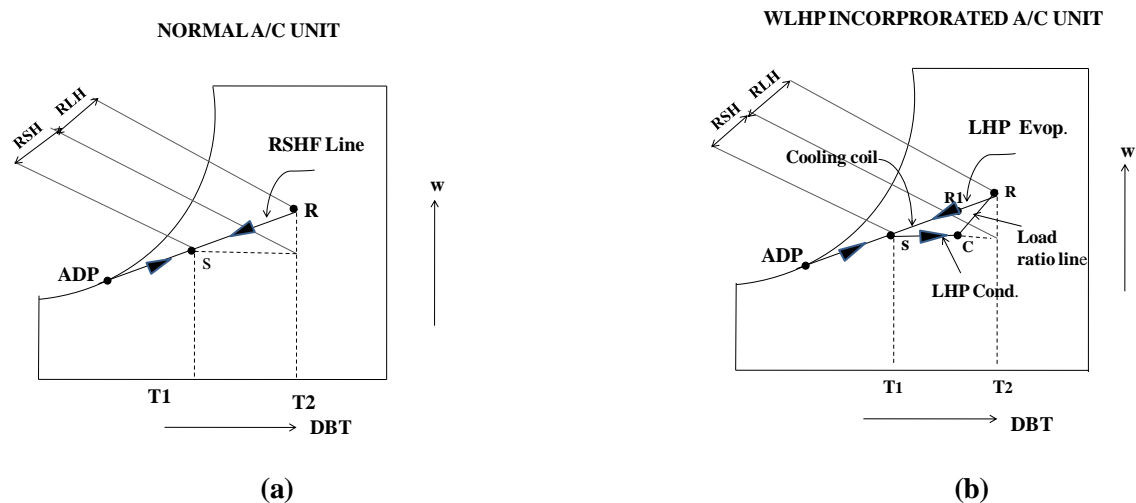 NORMAL A/C UNIT
RLH
RSH
RSHF Line
R
S
ADP
w
T1
T2
DBT
(a)
WLHP INCORPRORATED A/C UNIT
RLH
RSH
LHP Evop.
Cooling coil
R1
R
s
C
Load
ratio line
ADP
LHP Cond.
w
T1
T2
DBT
(b)